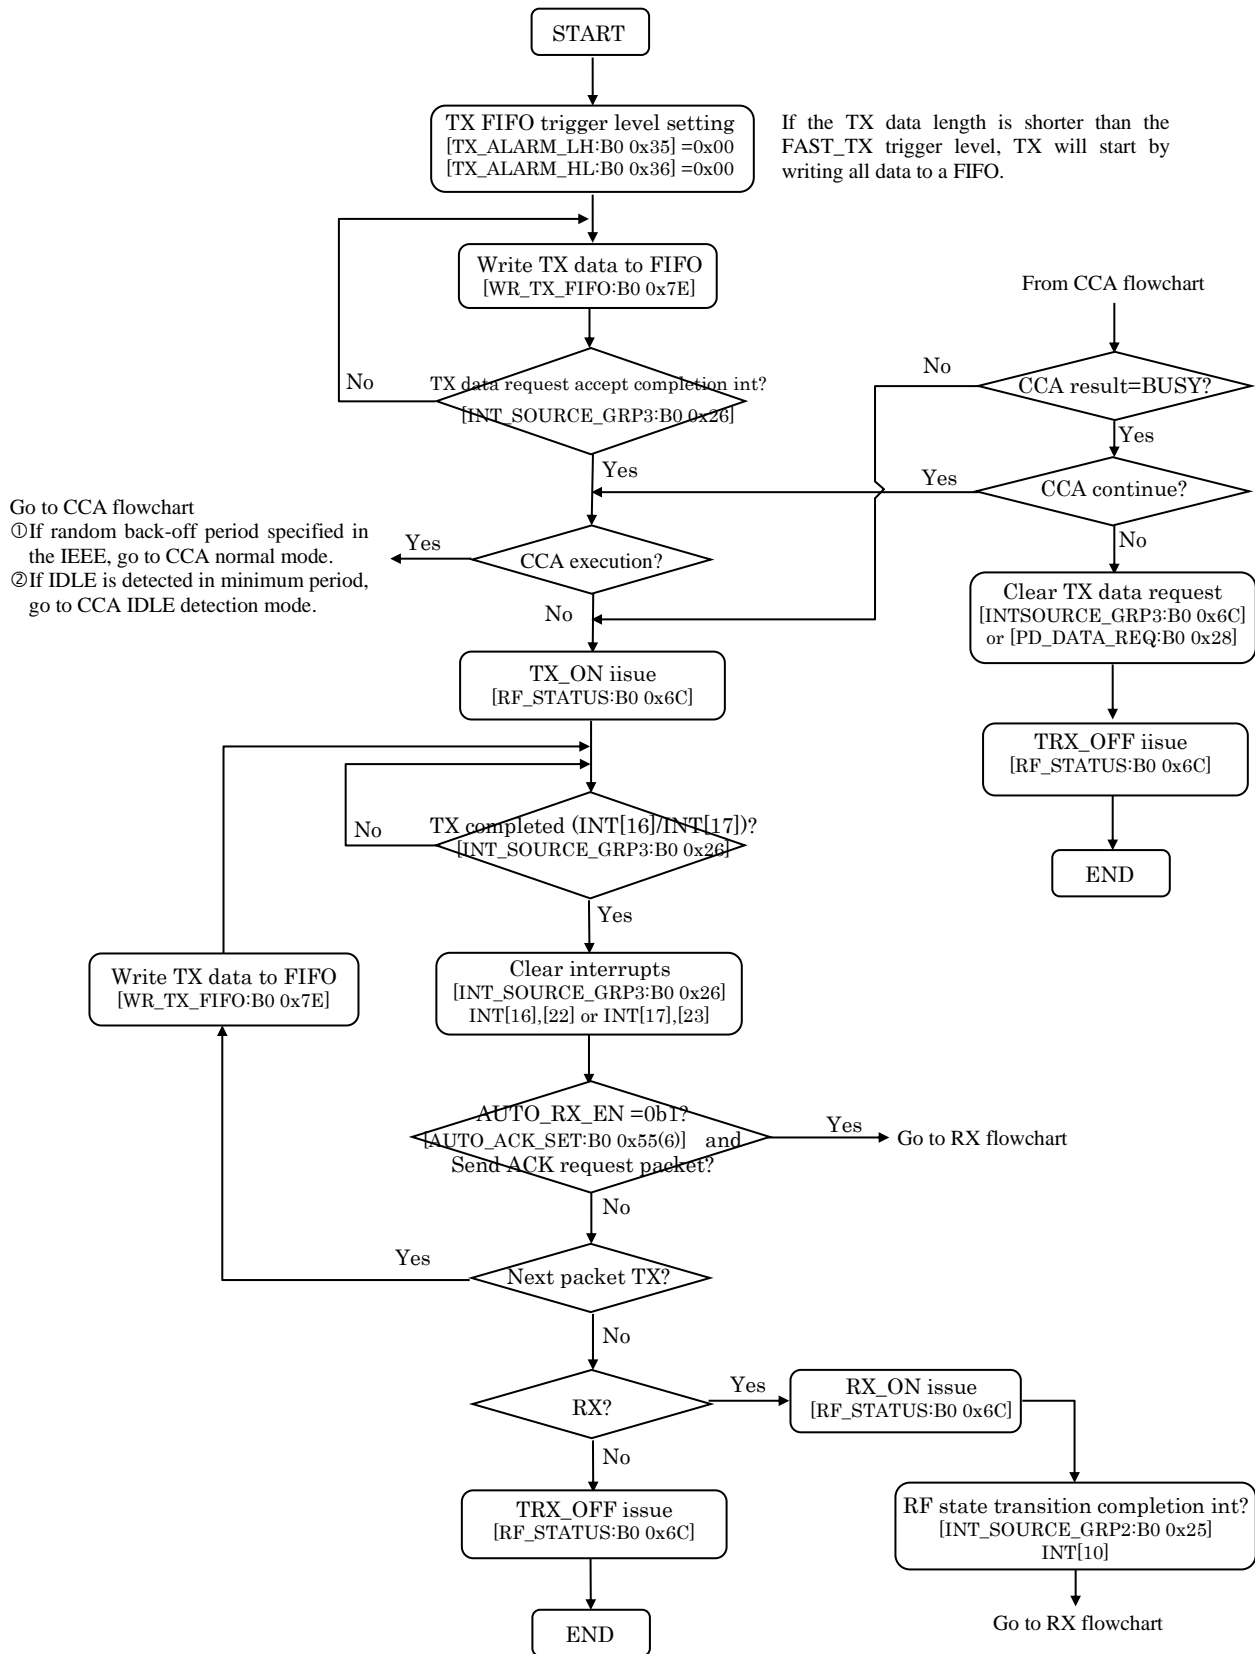 START
TX FIFO trigger level setting
[TX_ALARM_LH:B0 0x35] =0x00
[TX_ALARM_HL:B0 0x36] =0x00
If the TX data length is shorter than the
FAST_TX trigger level, TX will start by
writing all data to a FIFO.
Write TX data to FIFO
[WR_TX_FIFO:B0 0x7E]
From CCA flowchart
No
TX data request accept completion int?
[INT_SOURCE_GRP3:B0 0x26]
No
CCA result=BUSY?
Yes
Yes
Yes
CCA continue?
Go to CCA flowchart
①If random back-off period specified in
the IEEE, go to CCA normal mode.
②If IDLE is detected in minimum period,
go to CCA IDLE detection mode.
Yes
CCA execution?
No
No
Clear TX data request
[INTSOURCE_GRP3:B0 0x6C]
or [PD_DATA_REQ:B0 0x28]
TX_ON iisue
[RF_STATUS:B0 0x6C]
TRX_OFF iisue
[RF_STATUS:B0 0x6C]
No
TX completed (INT[16]/INT[17])?
[INT_SOURCE_GRP3:B0 0x26]
END
Yes
Write TX data to FIFO
[WR_TX_FIFO:B0 0x7E]
Clear interrupts
[INT_SOURCE_GRP3:B0 0x26]
INT[16],[22] or INT[17],[23]
AUTO_RX_EN =0b1?
[AUTO_ACK_SET:B0 0x55(6)] and
Send ACK request packet?
Yes
Go to RX flowchart
No
Yes
Next packet TX?
No
RX?
Yes
RX_ON issue
[RF_STATUS:B0 0x6C]
No
TRX_OFF issue
[RF_STATUS:B0 0x6C]
RF state transition completion int?
[INT_SOURCE_GRP2:B0 0x25]
INT[10]
END
Go to RX flowchart